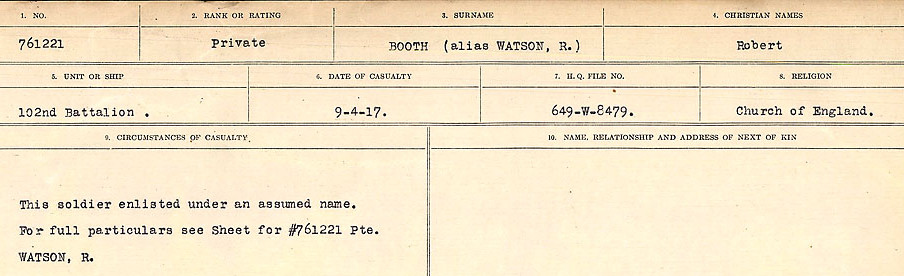 1. NO. 2. RANK OR RATING 3. SURNAME 4. CHRISTIAN NAMES
761221 Private BOOTH (alias WATSON, R.) Robert
5. UNIT OR SHIP 6. DATE OF CASUALTY 7. H.Q. FILE NO. 8. RELIGION
102nd Battalion . 9-4-17. 649-W-8479. Church of England.
9. CIRCUMSTANCES OF CASUALTY 10. NAME, RELATIONSHIP AND ADDRESS OF NEXT OF KIN
This soldier enlisted under an assumed name.
For full particulars see Sheet for #761221 Pte.
WATSON, R.